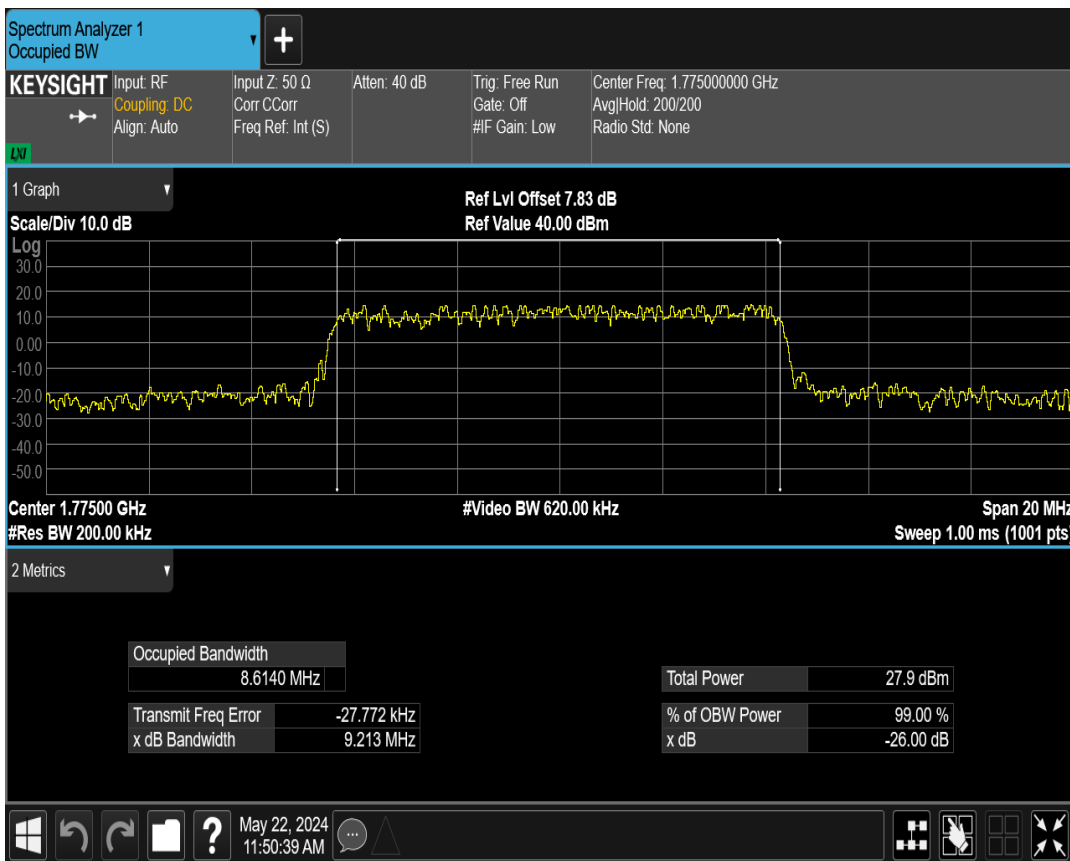 Spectrum Analyzer 1
Occupied BW
+
KEYSIGHT
LXI
Input: RF
Coupling: DC
Align: Auto
Input Z: 50 Ω
Corr CCorr
Freq Ref: Int (S)
Atten: 40 dB
Trig: Free Run
Gate: Off
#IF Gain: Low
Center Freq: 1.775000000 GHz
Avg|Hold: 200/200
Radio Std: None
1 Graph
Scale/Div 10.0 dB
Ref Lvl Offset 7.83 dB
Ref Value 40.00 dBm
Log
30.0
20.0
10.0
0.00
-10.0
-20.0
-30.0
-40.0
-50.0
Center 1.77500 GHz
#Video BW 620.00 kHz
Span 20 MHz
#Res BW 200.00 kHz
Sweep 1.00 ms (1001 pts)
2 Metrics
Occupied Bandwidth
8.6140 MHz
Total Power 27.9 dBm
Transmit Freq Error -27.772 kHz
% of OBW Power 99.00 %
x dB Bandwidth 9.213 MHz
x dB -26.00 dB
?
May 22, 2024
11:50:39 AM